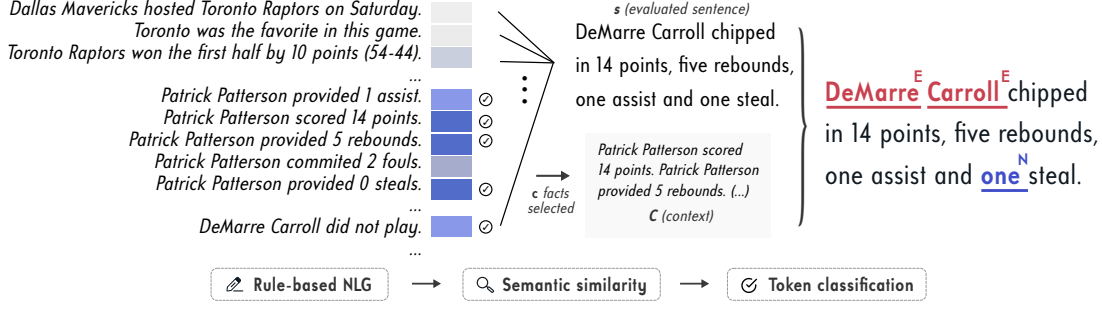 Dallas Mavericks hosted Toronto Raptors on Saturday.
Toronto was the favorite in this game.
Toronto Raptors won the first half by 10 points (54-44).
...
Patrick Patterson provided 1 assist.
Patrick Patterson scored 14 points.
Patrick Patterson provided 5 rebounds.
Patrick Patterson commited 2 fouls.
Patrick Patterson provided 0 steals.
...
DeMarre Carroll did not play.
...
s (evaluated sentence)
DeMarre Carroll chipped
in 14 points, five rebounds,
one assist and one steal.
c facts
selected
Patrick Patterson scored
14 points. Patrick Patterson
provided 5 rebounds. (...)
C (context)
DeMarre^E Carroll^E chipped
in 14 points, five rebounds,
one assist and one^N steal.
Rule-based NLG
Semantic similarity
Token classification